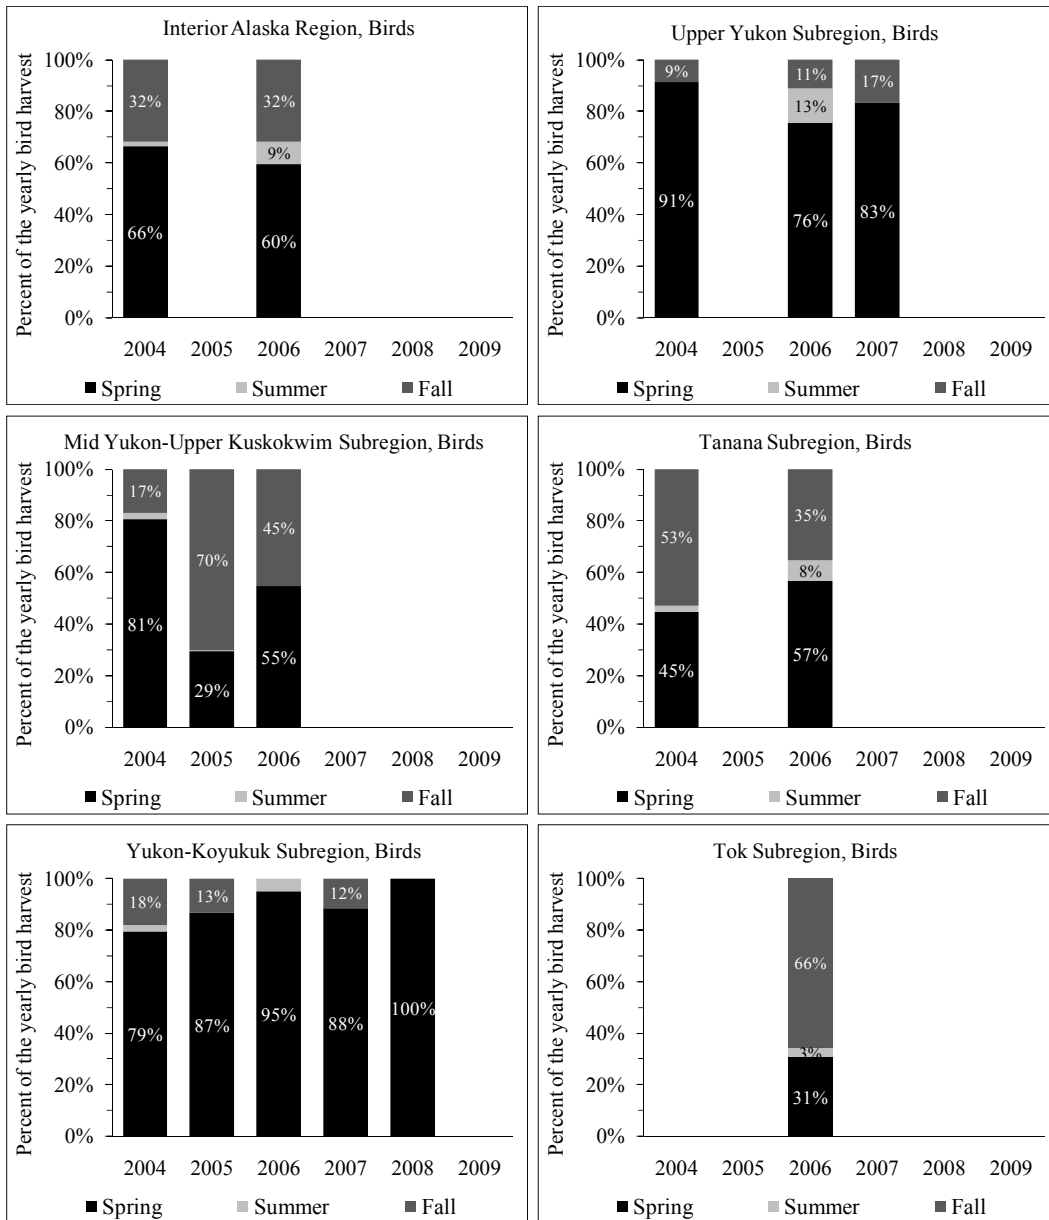 Interior Alaska Region, Birds
Percent of the yearly bird harvest
100%
80%
60%
40%
20%
0%
32%
66%
32%
9%
60%
2004 2005 2006 2007 2008 2009
Spring Summer Fall
Upper Yukon Subregion, Birds
Percent of the yearly bird harvest
100%
80%
60%
40%
20%
0%
9%
91%
11%
13%
76%
17%
83%
2004 2005 2006 2007 2008 2009
Spring Summer Fall
Mid Yukon-Upper Kuskokwim Subregion, Birds
Percent of the yearly bird harvest
100%
80%
60%
40%
20%
0%
17%
81%
70%
29%
45%
55%
2004 2005 2006 2007 2008 2009
Spring Summer Fall
Tanana Subregion, Birds
Percent of the yearly bird harvest
100%
80%
60%
40%
20%
0%
53%
45%
35%
8%
57%
2004 2005 2006 2007 2008 2009
Spring Summer Fall
Yukon-Koyukuk Subregion, Birds
Percent of the yearly bird harvest
100%
80%
60%
40%
20%
0%
18%
79%
13%
87%
95%
12%
88%
100%
2004 2005 2006 2007 2008 2009
Spring Summer Fall
Tok Subregion, Birds
Percent of the yearly bird harvest
100%
80%
60%
40%
20%
0%
66%
3%
31%
2004 2005 2006 2007 2008 2009
Spring Summer Fall